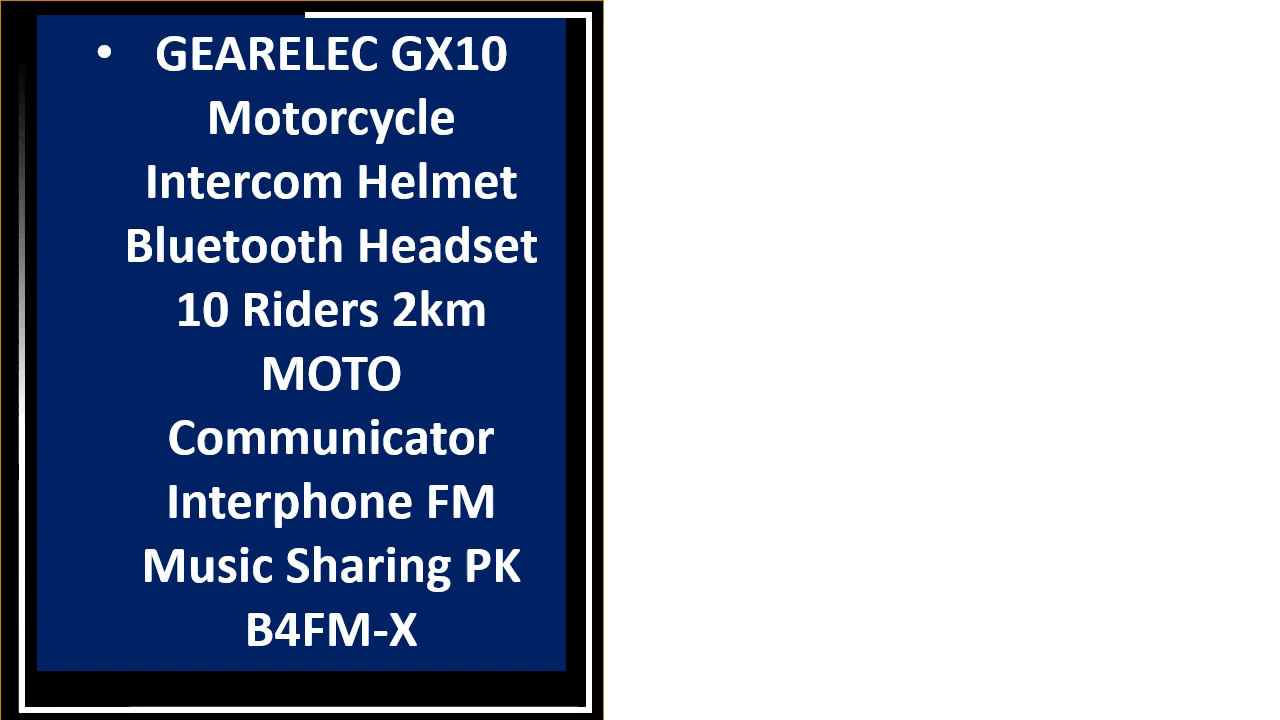 • GEARELEC GX10
Motorcycle
Intercom Helmet
Bluetooth Headset
10 Riders 2km
MOTO
Communicator
Interphone FM
Music Sharing PK
B4FM-X